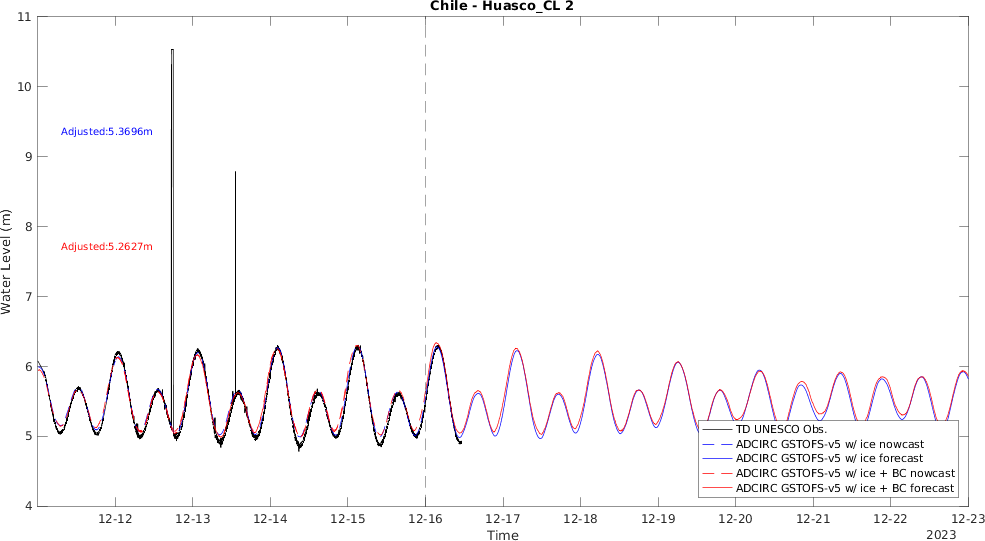 Chile - Huasco_CL 2
11
10
9
8
7
6
5
4
Water Level (m)
Adjusted:5.3696m
Adjusted:5.2627m
TD UNESCO Obs.
ADCIRC GSTOFS-v5 w/ ice nowcast
ADCIRC GSTOFS-v5 w/ ice forecast
ADCIRC GSTOFS-v5 w/ ice + BC nowcast
ADCIRC GSTOFS-v5 w/ ice + BC forecast
12-12 12-13 12-14 12-15 12-16 12-17 12-18 12-19 12-20 12-21 12-22 12-23
Time
2023